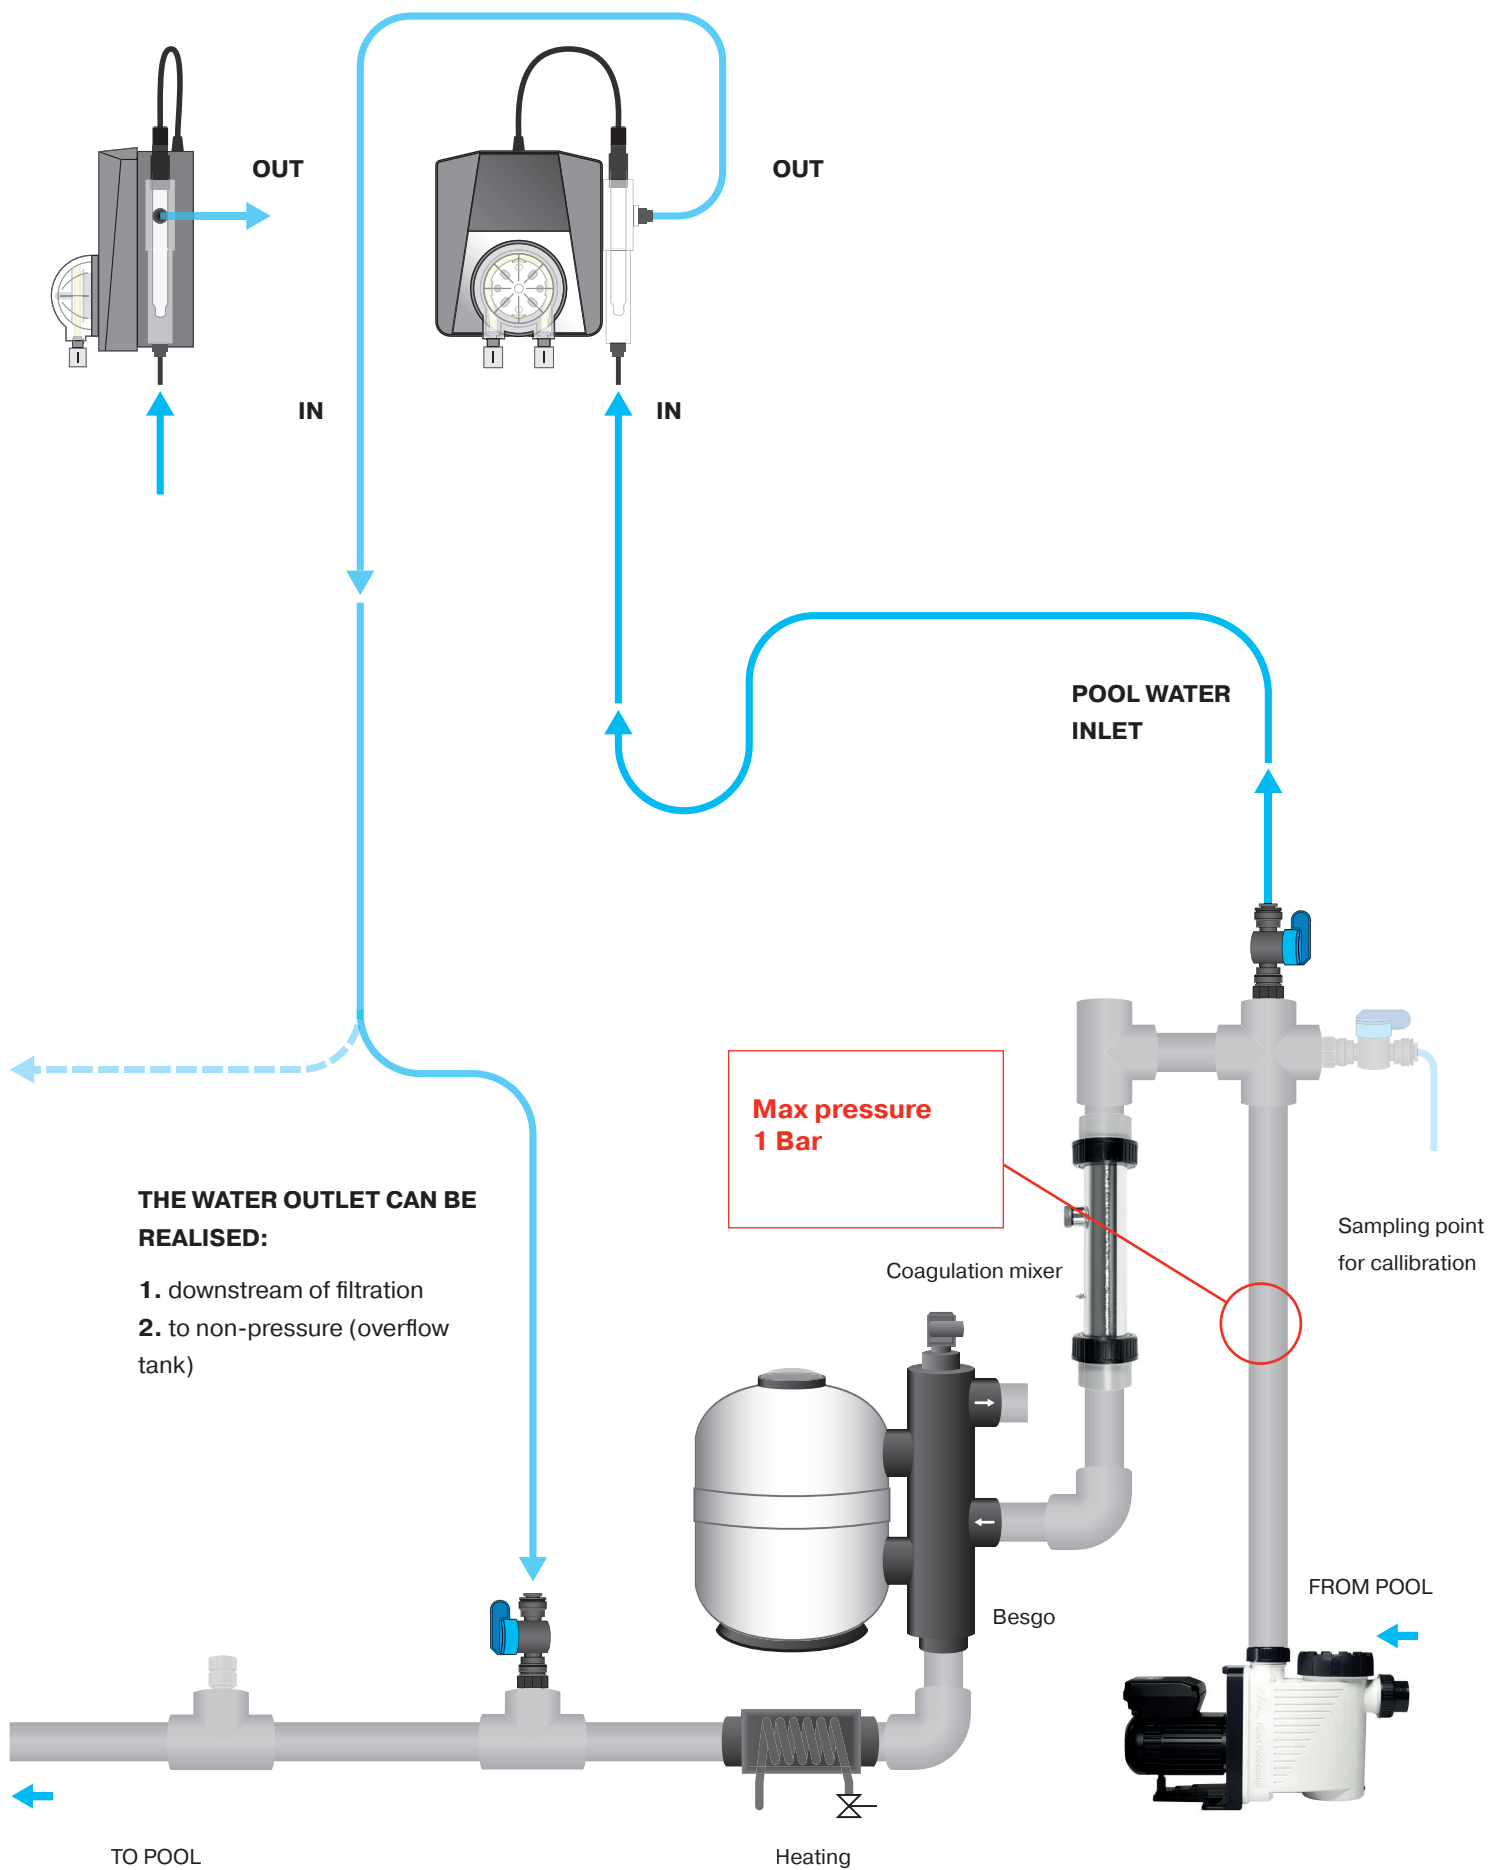 OUT
OUT
IN
IN
POOL WATER
INLET
Max pressure
1 Bar
THE WATER OUTLET CAN BE
REALISED:
1. downstream of filtration
2. to non-pressure (overflow
tank)
Sampling point
for callibration
Coagulation mixer
Besgo
FROM POOL
TO POOL
Heating